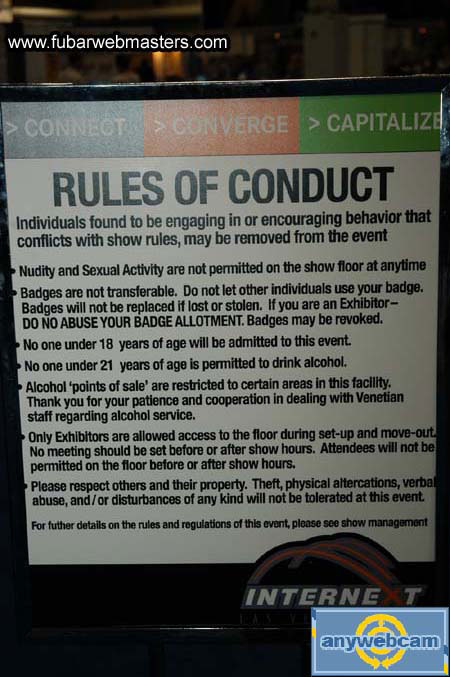 www.fubarwebmasters.com
> CONNECT > CONVERGE > CAPITALIZE
RULES OF CONDUCT
Individuals found to be engaging in or encouraging behavior that
conflicts with show rules, may be removed from the event
• Nudity and Sexual Activity are not permitted on the show floor at anytime
• Badges are not transferable. Do not let other individuals use your badge.
Badges will not be replaced if lost or stolen. If you are an Exhibitor–
DO NO ABUSE YOUR BADGE ALLOTMENT. Badges may be revoked.
• No one under 18 years of age will be admitted to this event.
• No one under 21 years of age is permitted to drink alcohol.
• Alcohol 'points of sale' are restricted to certain areas in this facility.
Thank you for your patience and cooperation in dealing with Venetian
staff regarding alcohol service.
• Only Exhibitors are allowed access to the floor during set-up and move-out.
No meeting should be set before or after show hours. Attendees will not be
permitted on the floor before or after show hours.
• Please respect others and their property. Theft, physical altercations, verbal
abuse, and/or disturbances of any kind will not be tolerated at this event.
For futher details on the rules and regulations of this event, please see show management
INTERNEXT
anywebcam